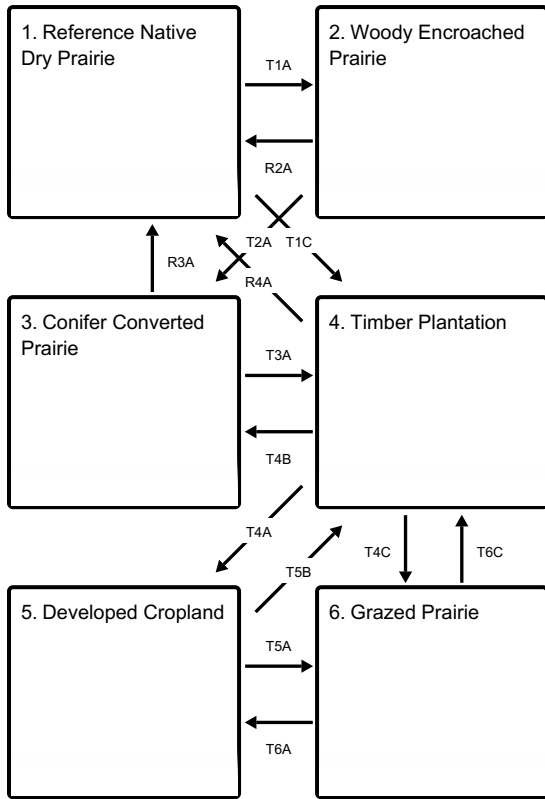 1. Reference Native
Dry Prairie
2. Woody Encroached
Prairie
T1A
R2A
T2A
T1C
R3A
R4A
3. Conifer Converted
Prairie
4. Timber Plantation
T3A
T4B
T4A
T5B
T4C
T6C
5. Developed Cropland
6. Grazed Prairie
T5A
T6A